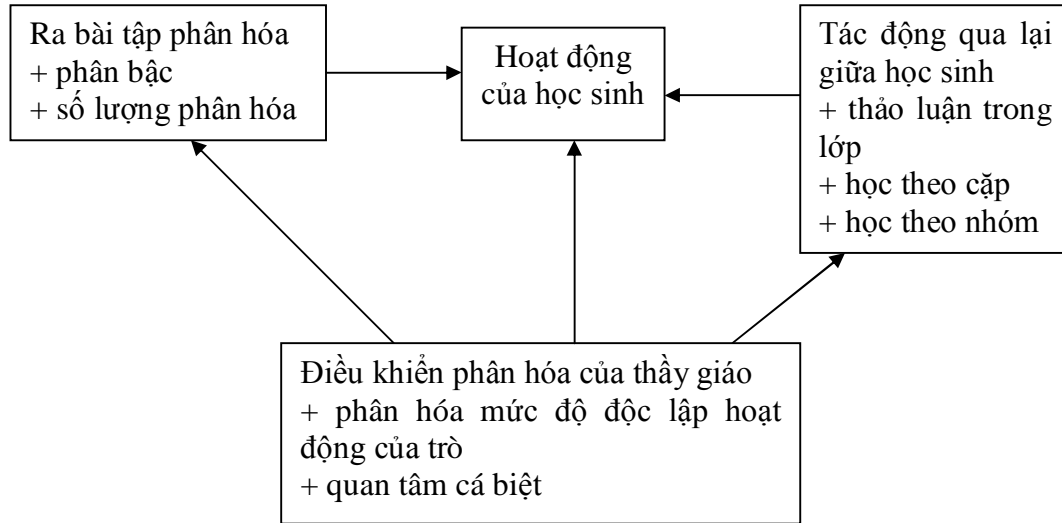 Ra bài tập phân hóa
+ phân bậc
+ số lượng phân hóa
Hoạt động
của học sinh
Tác động qua lại
giữa học sinh
+ thảo luận trong
lớp
+ học theo cặp
+ học theo nhóm
Điều khiển phân hóa của thầy giáo
+ phân hóa mức độ độc lập hoạt
động của trò
+ quan tâm cá biệt